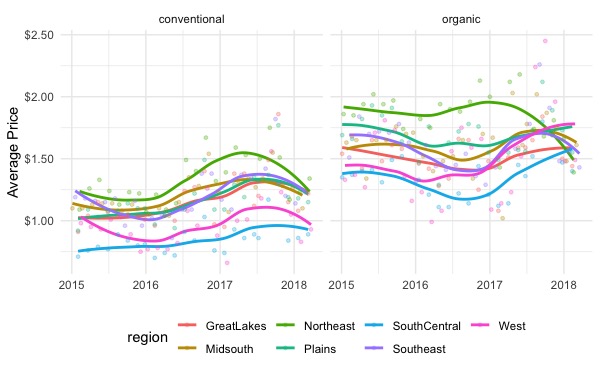 conventional organic
$2.50
$2.00
$1.50
$1.00
Average Price
2015 2016 2017 2018 2015 2016 2017 2018
region GreatLakes Northeast SouthCentral West
Midsouth Plains Southeast